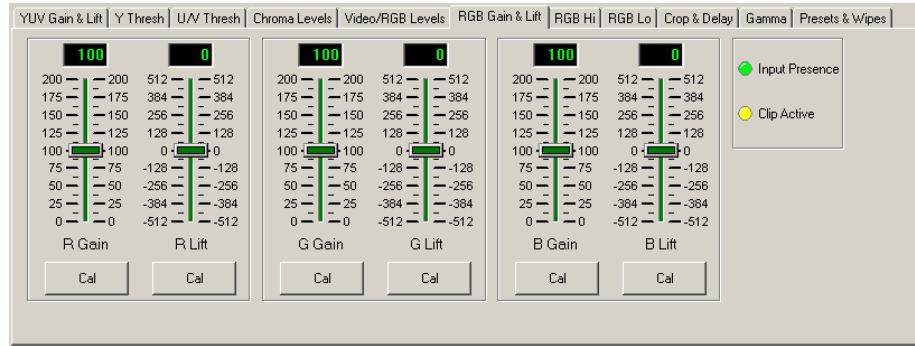 YUV Gain & Lift Y Thresh U/V Thresh Chroma Levels Video/RGB Levels RGB Gain & Lift RGB Hi RGB Lo Crop & Delay Gamma Presets & Wipes
100 0 100 0 100 0
200 200 512 512 200 200 512 512 200 200 512 512
175 175 384 384 175 175 384 384 175 175 384 384
150 150 256 256 150 150 256 256 150 150 256 256
125 125 128 128 125 125 128 128 125 125 128 128
100 100 0 0 100 100 0 0 100 100 0 0
75 75 -128 -128 75 75 -128 -128 75 75 -128 -128
50 50 -256 -256 50 50 -256 -256 50 50 -256 -256
25 25 -384 -384 25 25 -384 -384 25 25 -384 -384
0 0 -512 -512 0 0 -512 -512 0 0 -512 -512
R Gain R Lift G Gain G Lift B Gain B Lift
Cal Cal Cal Cal Cal Cal
Input Presence
Clip Active